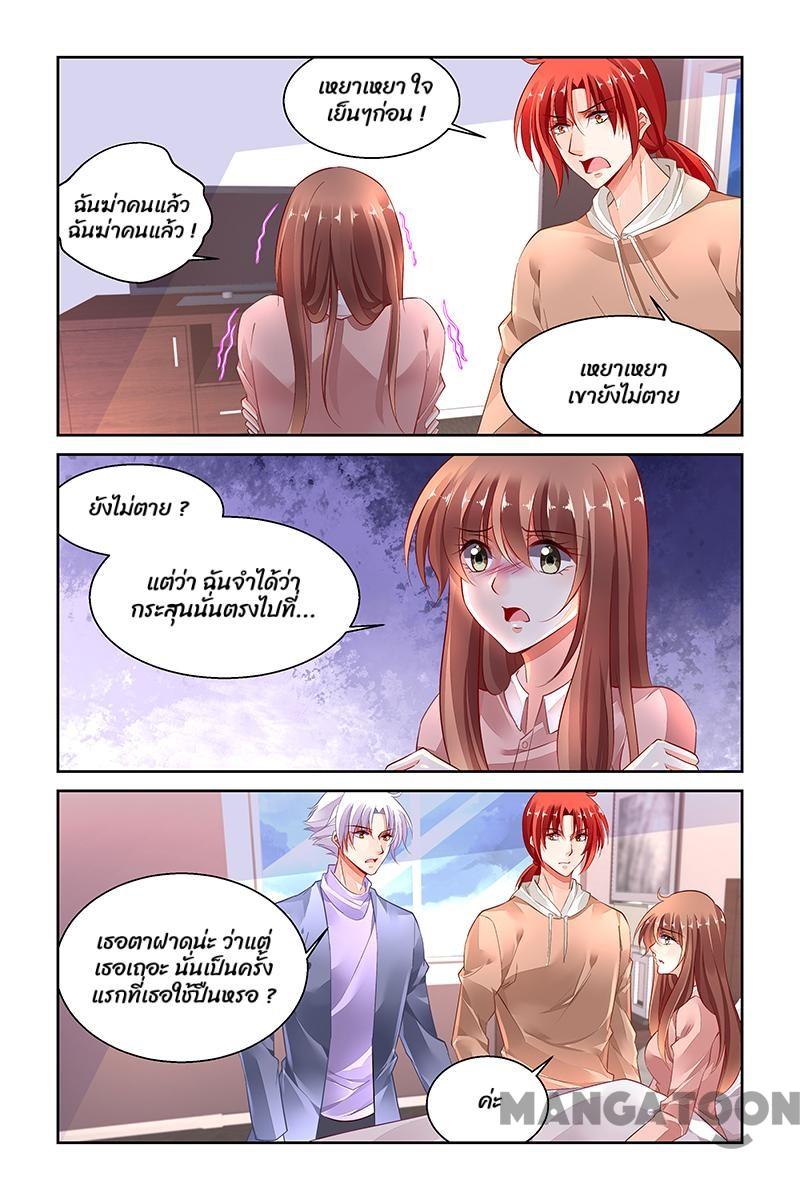 เหยาเหยา ใจ
เย็นๆก่อน !
ฉันฆ่าคนแล้ว
ฉันฆ่าคนแล้ว !
เหยาเหยา
เขายังไม่ตาย
ยังไม่ตาย ?
แต่ว่า ฉันจำได้ว่า
กระสุนนั่นตรงไปที่...
เธอตาฝาดน่ะ ว่าแต่
เธอเถอะ นั่นเป็นครั้ง
แรกที่เธอใช้ปืนหรอ ?
ค่ะ
MANGATOON